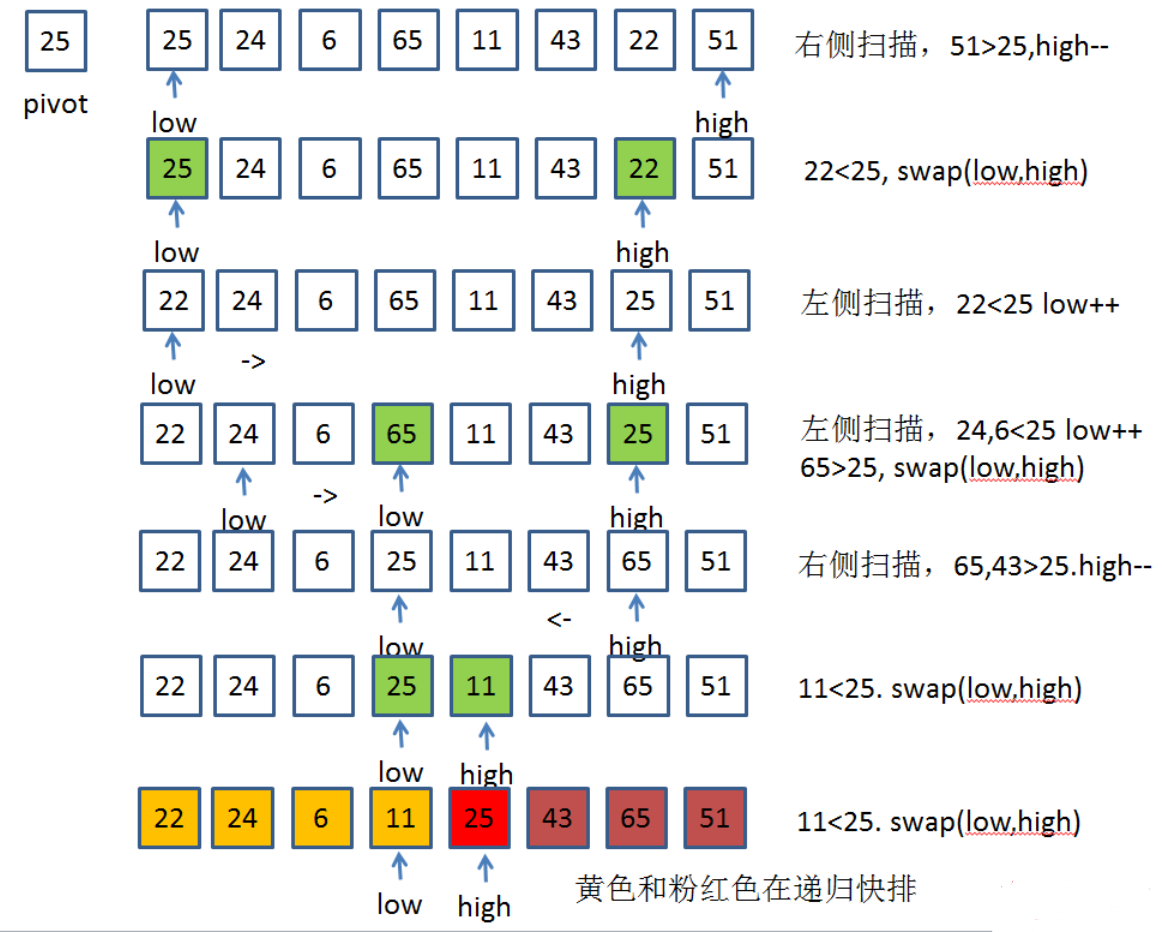 25 25 24 6 65 11 43 22 51 右侧扫描，51>25,high--
pivot
low high
25 24 6 65 11 43 22 51 22<25, swap(low,high)
low high
22 24 6 65 11 43 25 51 左侧扫描，22<25 low++
->
low high
22 24 6 65 11 43 25 51 左侧扫描，24,6<25 low++
65>25, swap(low,high)
->
low low high
22 24 6 25 11 43 65 51 右侧扫描，65,43>25.high--
<-
low high
22 24 6 25 11 43 65 51 11<25. swap(low,high)
low high
22 24 6 11 25 43 65 51 11<25. swap(low,high)
黄色和粉红色在递归快排
low high